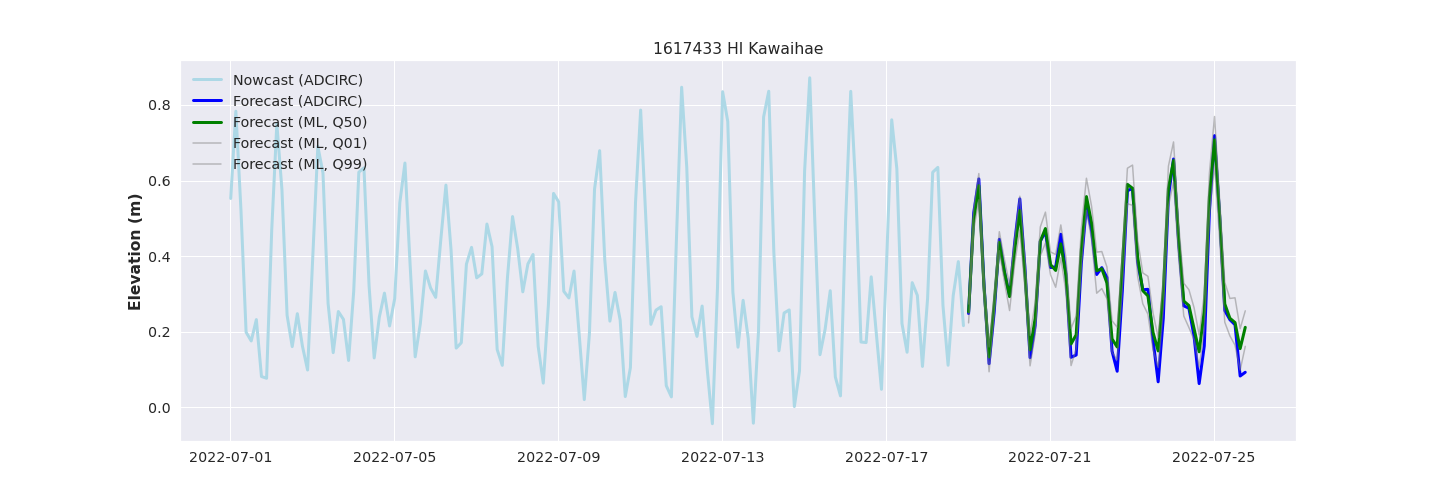 1617433 HI Kawaihae
Nowcast (ADCIRC)
Forecast (ADCIRC)
Forecast (ML, Q50)
Forecast (ML, Q01)
Forecast (ML, Q99)
Elevation (m)
0.8
0.6
0.4
0.2
0.0
2022-07-01 2022-07-05 2022-07-09 2022-07-13 2022-07-17 2022-07-21 2022-07-25